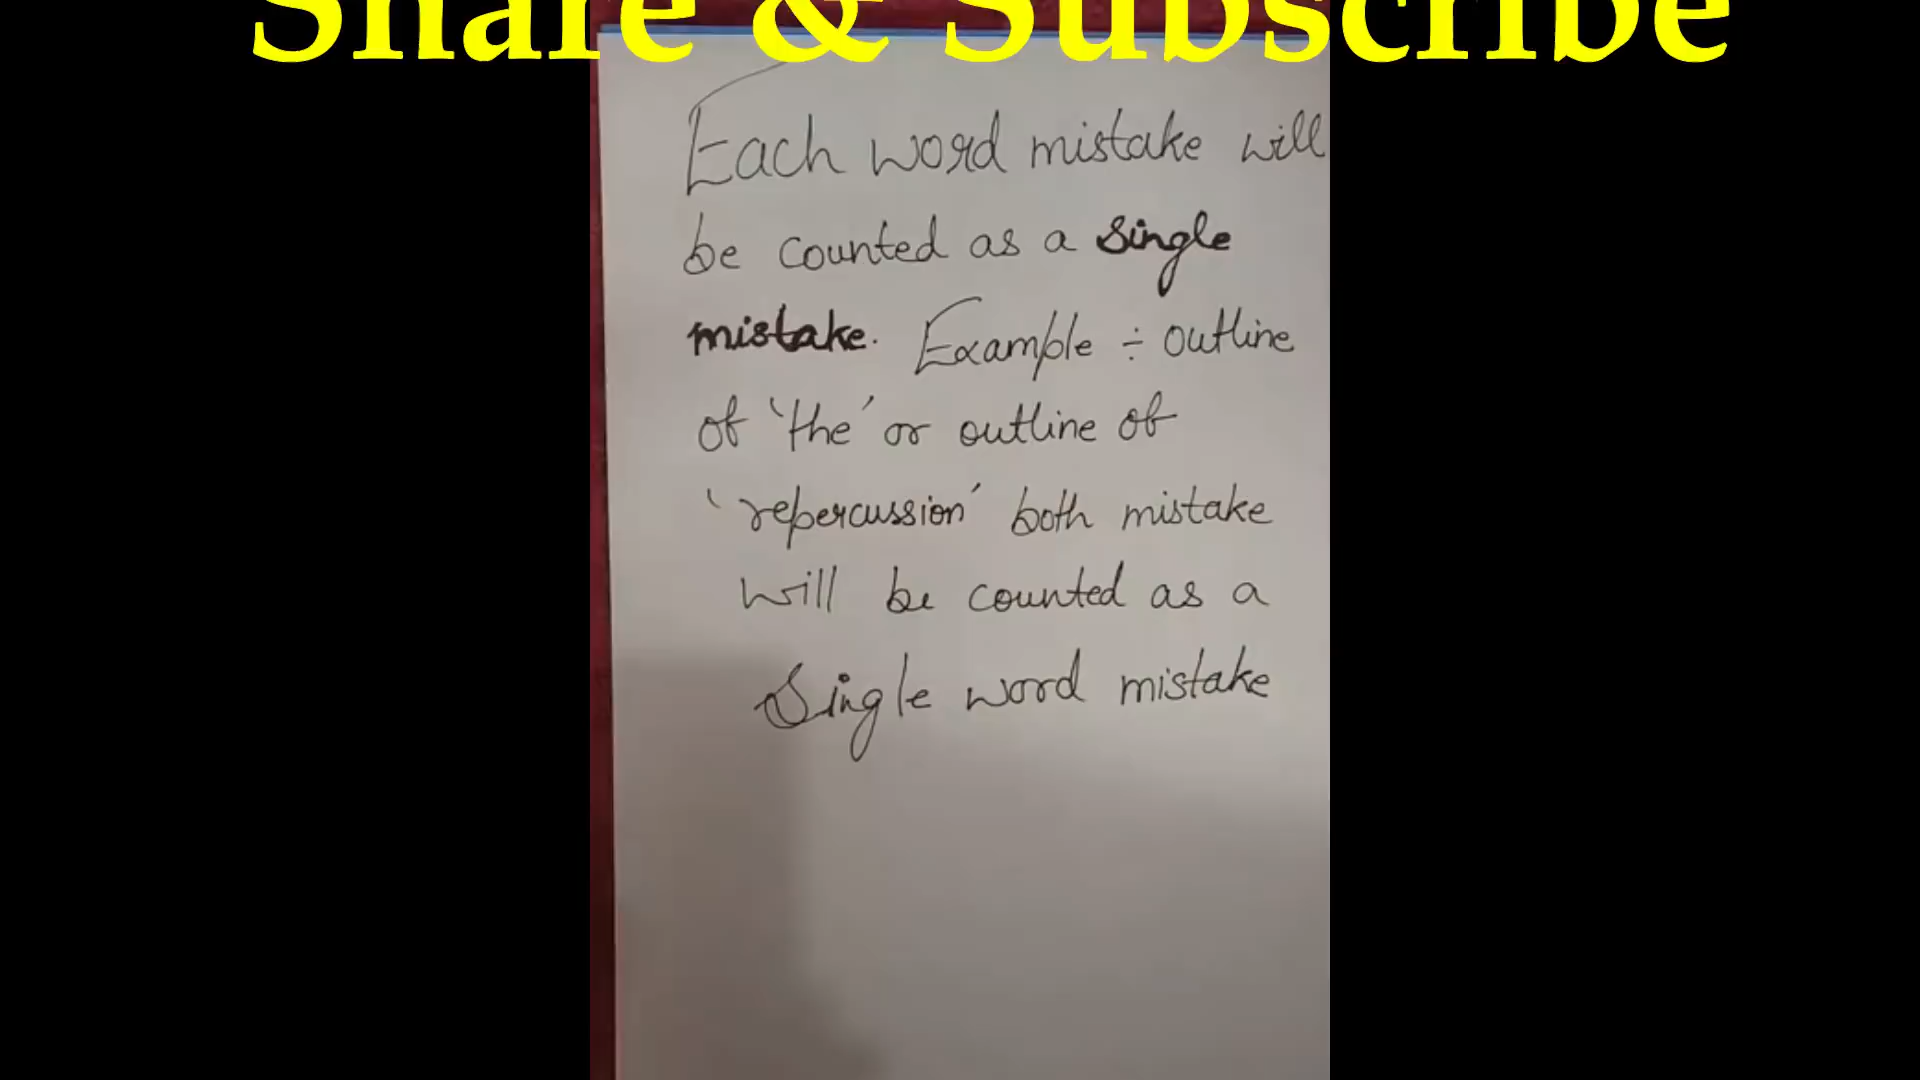 Share & Subscribe
Each word mistake will
be counted as a single
mistake. Example ÷ outline
of 'the' or outline of
'repercussion' both mistake
will be counted as a
Single word mistake